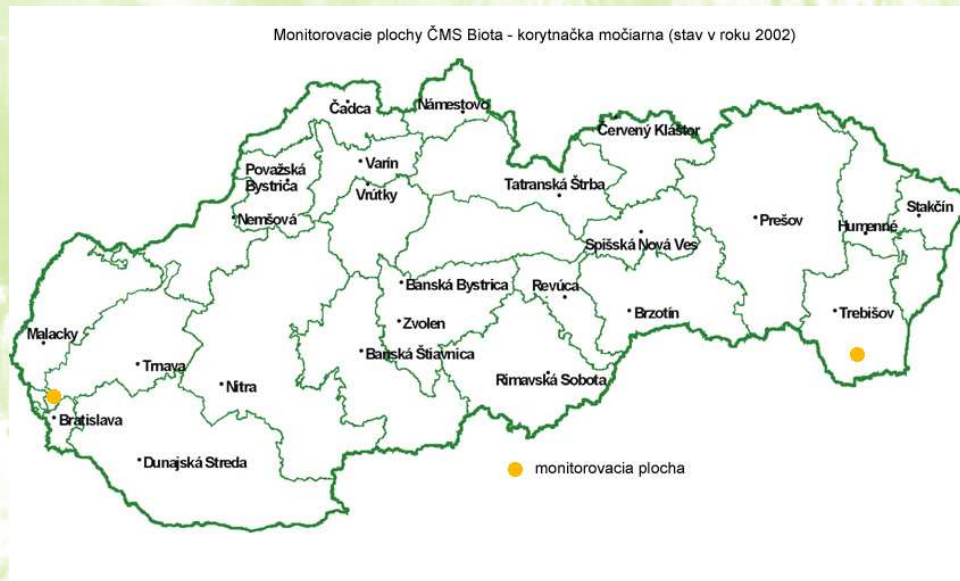 Monitorovacie plochy ČMS Biota - korytnačka močiarna (stav v roku 2002)
Čadca
Námestovo
Červený Kláštor
Varín
Považská
Bystrica
Vrútky
Tatranská Štrba
Nemšová
Prešov
Stakčín
Humenné
Spišská Nová Ves
Banská Bystrica
Revúca
Zvolen
Brzotín
Trebišov
Malacky
Banská Štiavnica
Trnava
Nitra
Rimavská Sobota
Bratislava
Dunajská Streda
monitorovacia plocha